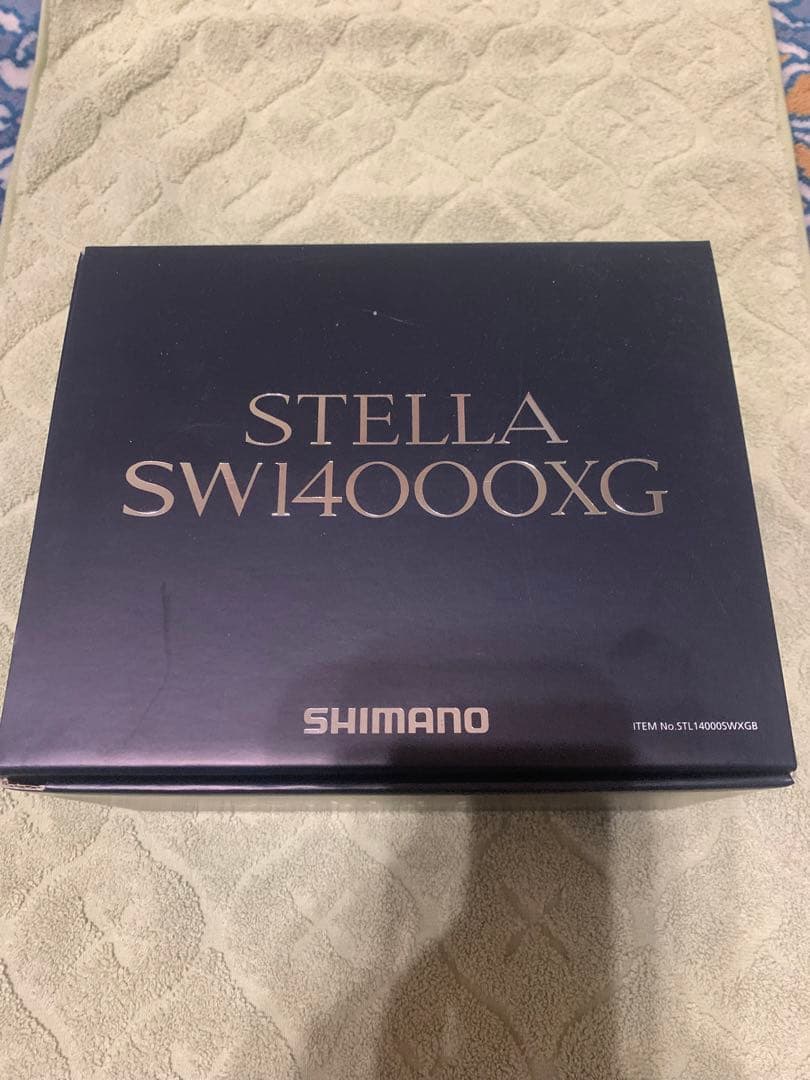 STELLA
SW14000XG
SHIMANO
ITEM No.STL14000SWXGB